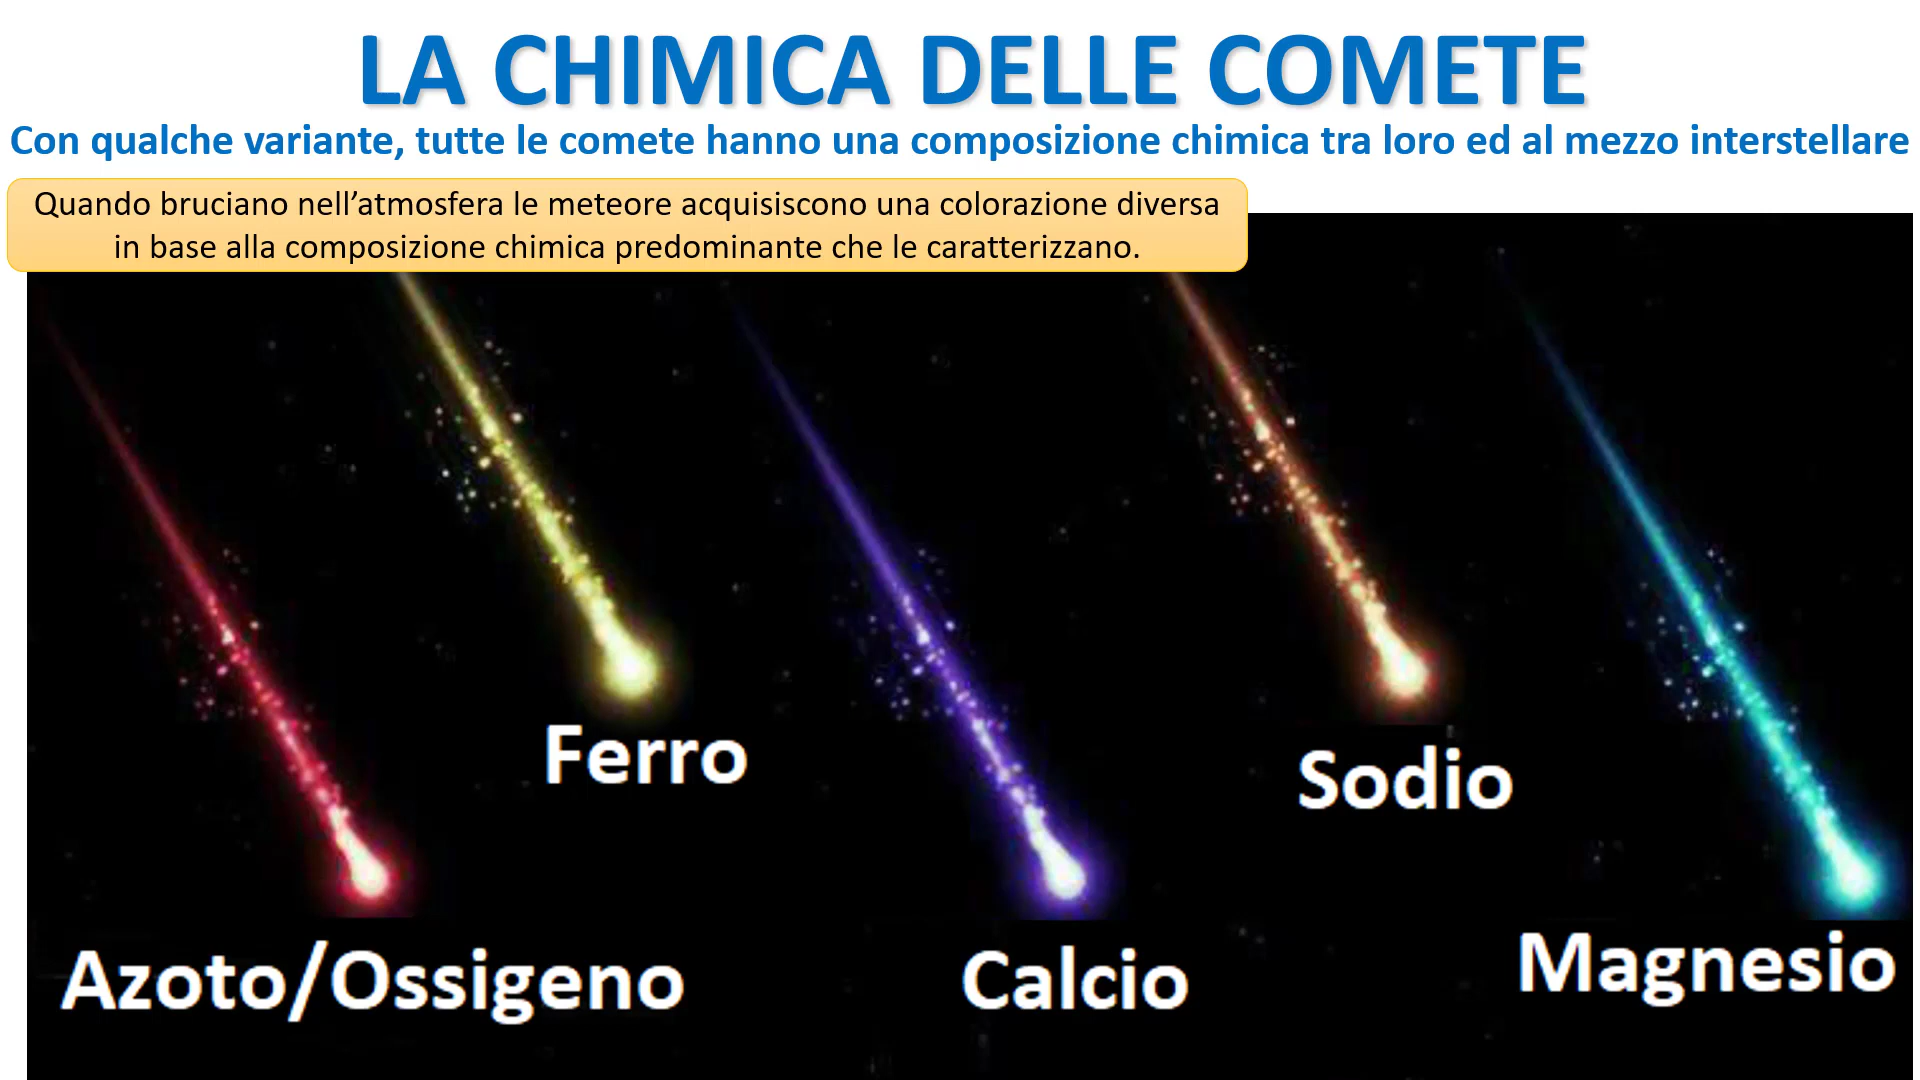 LA CHIMICA DELLE COMETE
Con qualche variante, tutte le comete hanno una composizione chimica tra loro ed al mezzo interstellare
Quando bruciano nell’atmosfera le meteore acquisiscono una colorazione diversa
in base alla composizione chimica predominante che le caratterizzano.
Ferro
Sodio
Azoto/Ossigeno
Calcio
Magnesio